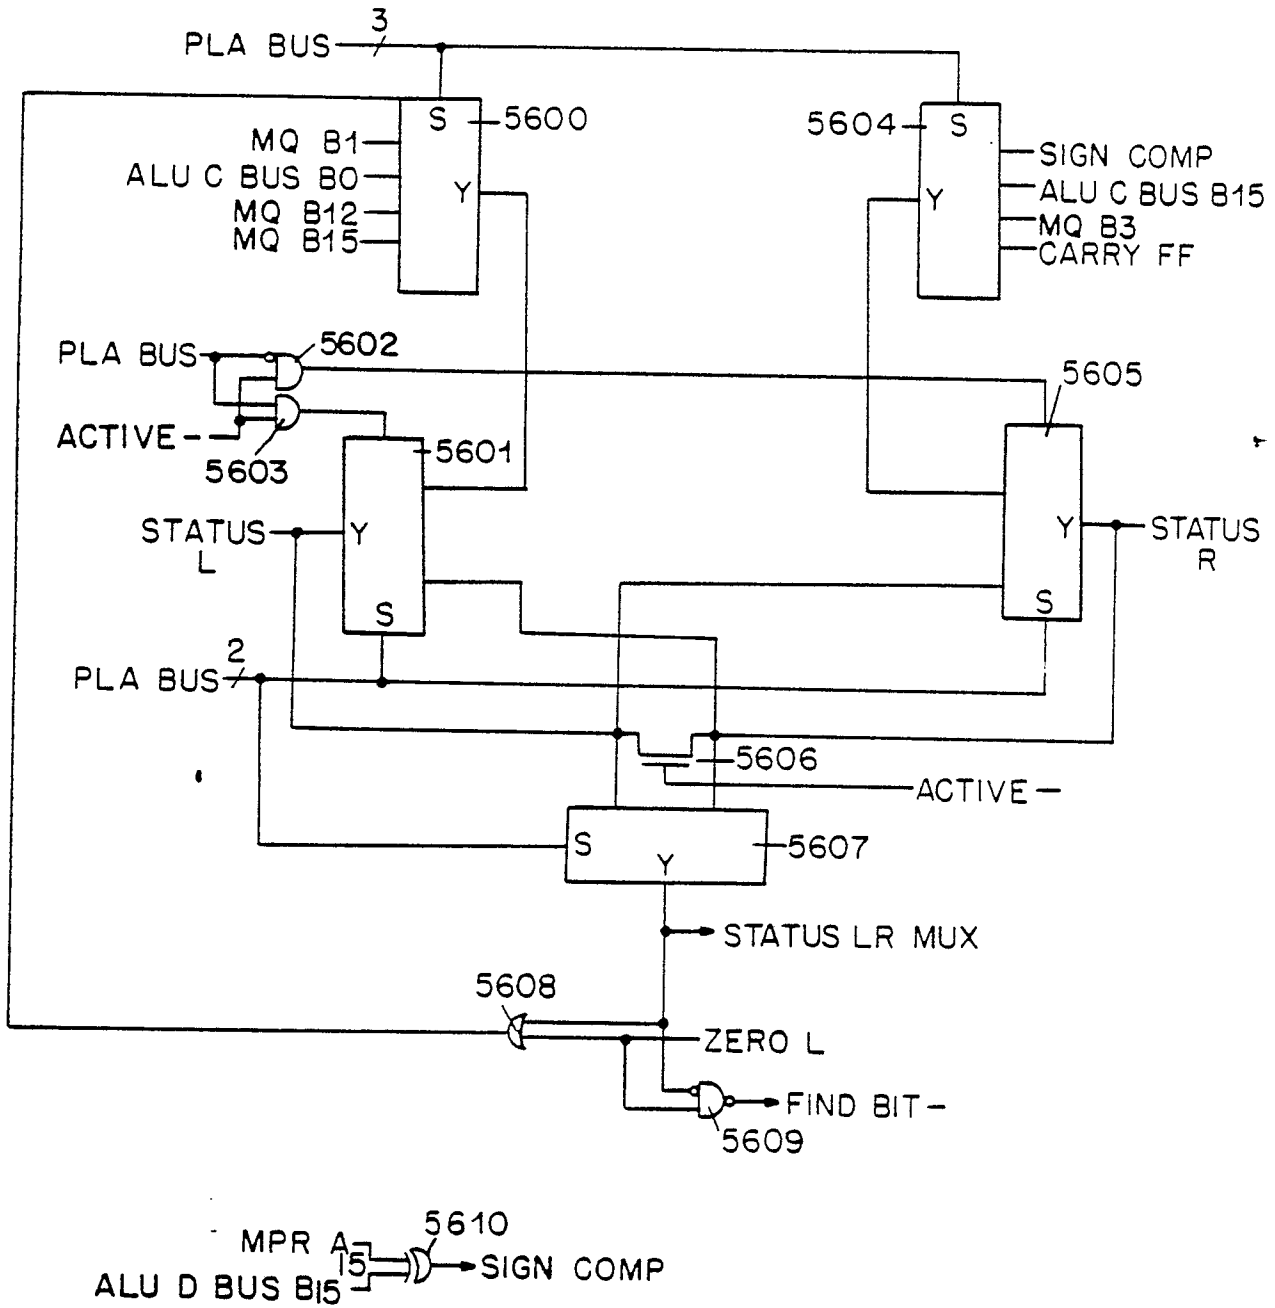 3
PLA BUS
S
5600
MQ B1
ALU C BUS B0
Y
MQ B12
MQ B15
5604
S
SIGN COMP
ALU C BUS B15
Y
MQ B3
CARRY FF
PLA BUS
5602
5605
ACTIVE-
5603
5601
STATUS
L
Y
Y
STATUS
R
S
S
PLA BUS
2
5606
ACTIVE-
S
Y
5607
STATUS LR MUX
5608
ZERO L
FIND BIT-
5609
MPR A15
5610
SIGN COMP
ALU D BUS B15